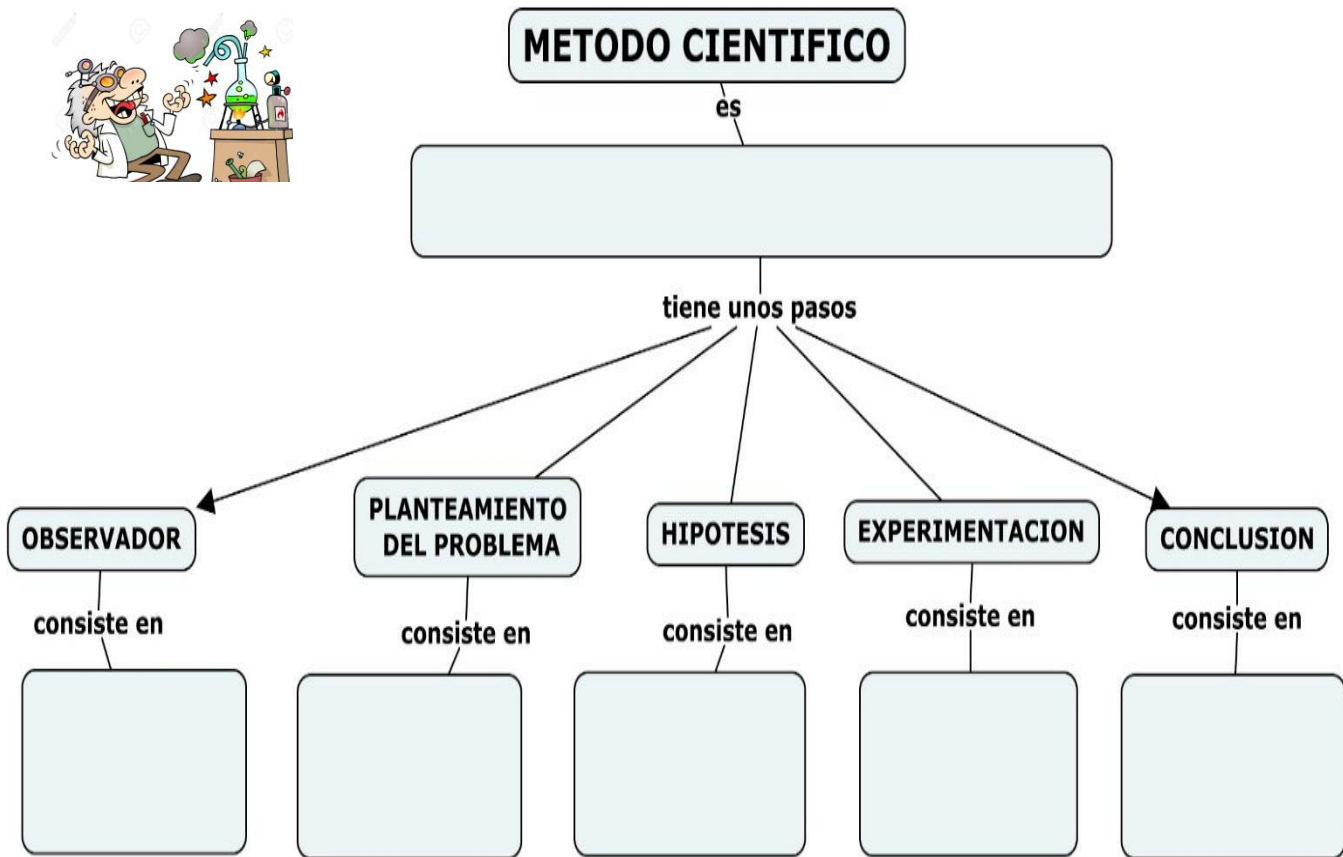 METODO CIENTIFICO
es
tiene unos pasos
OBSERVADOR
PLANTEAMIENTO
DEL PROBLEMA
HIPOTESIS
EXPERIMENTACION
CONCLUSION
consiste en
consiste en
consiste en
consiste en
consiste en